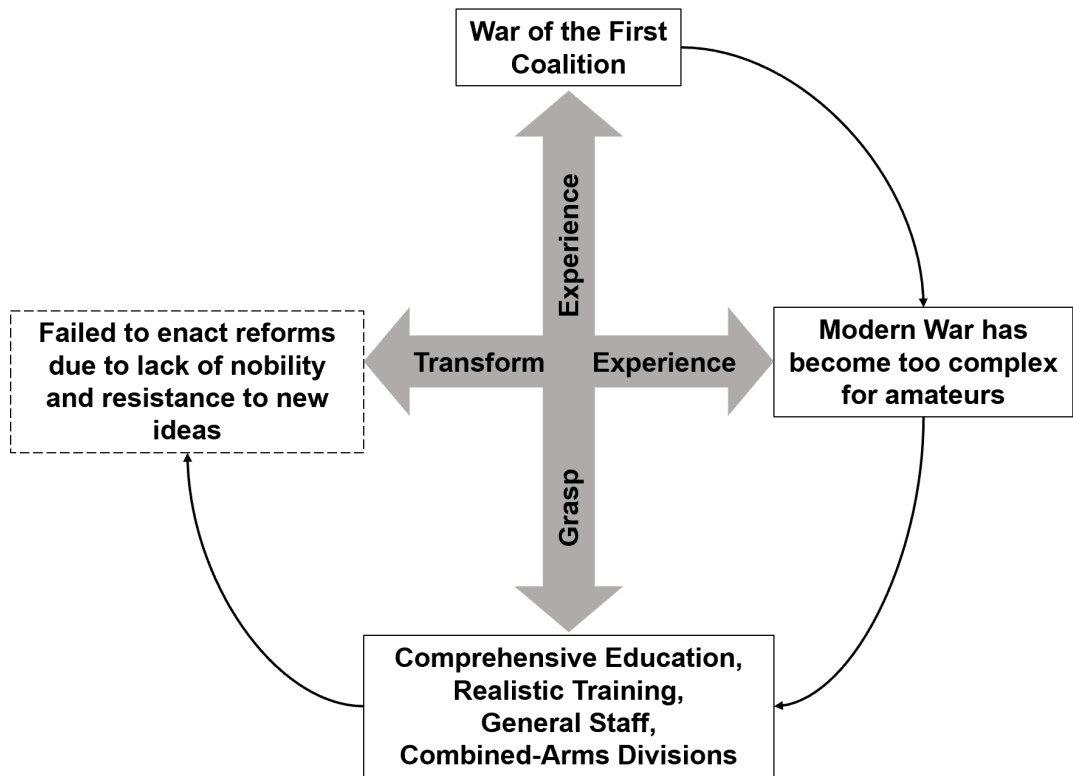 War of the First
Coalition
Experience
Failed to enact reforms
due to lack of nobility
and resistance to new
ideas
Transform
Experience
Modern War has
become too complex
for amateurs
Grasp
Comprehensive Education,
Realistic Training,
General Staff,
Combined-Arms Divisions